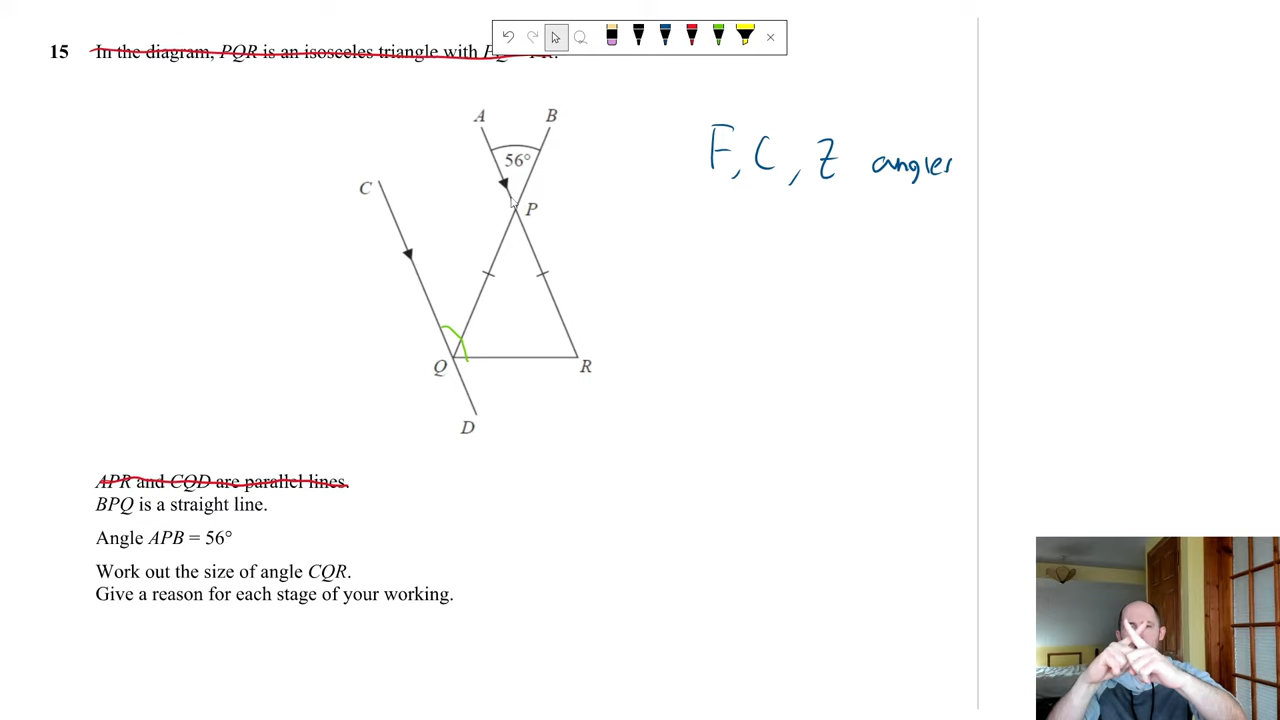 15 In the diagram, PQR is an isosceles triangle with PR.
A B
56°
F, C, Z angles
C
P
Q R
D
APR and CQD are parallel lines.
BPQ is a straight line.
Angle APB = 56°
Work out the size of angle CQR.
Give a reason for each stage of your working.